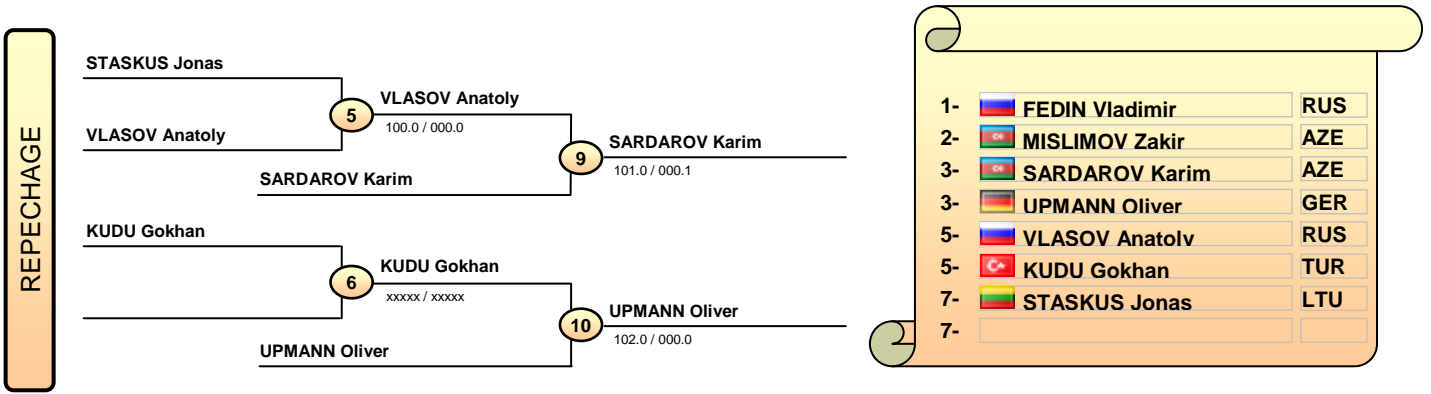 REPECHAGE
STASKUS Jonas
VLASOV Anatoly
5
VLASOV Anatoly
100.0 / 000.0
SARDAROV Karim
9
SARDAROV Karim
101.0 / 000.1
KUDU Gokhan
6
KUDU Gokhan
xxxxx / xxxxx
UPMANN Oliver
10
UPMANN Oliver
102.0 / 000.0
1- FEDIN Vladimir RUS
2- MISLIMOV Zakir AZE
3- SARDAROV Karim AZE
3- UPMANN Oliver GER
5- VLASOV Anatoly RUS
5- KUDU Gokhan TUR
7- STASKUS Jonas LTU
7-